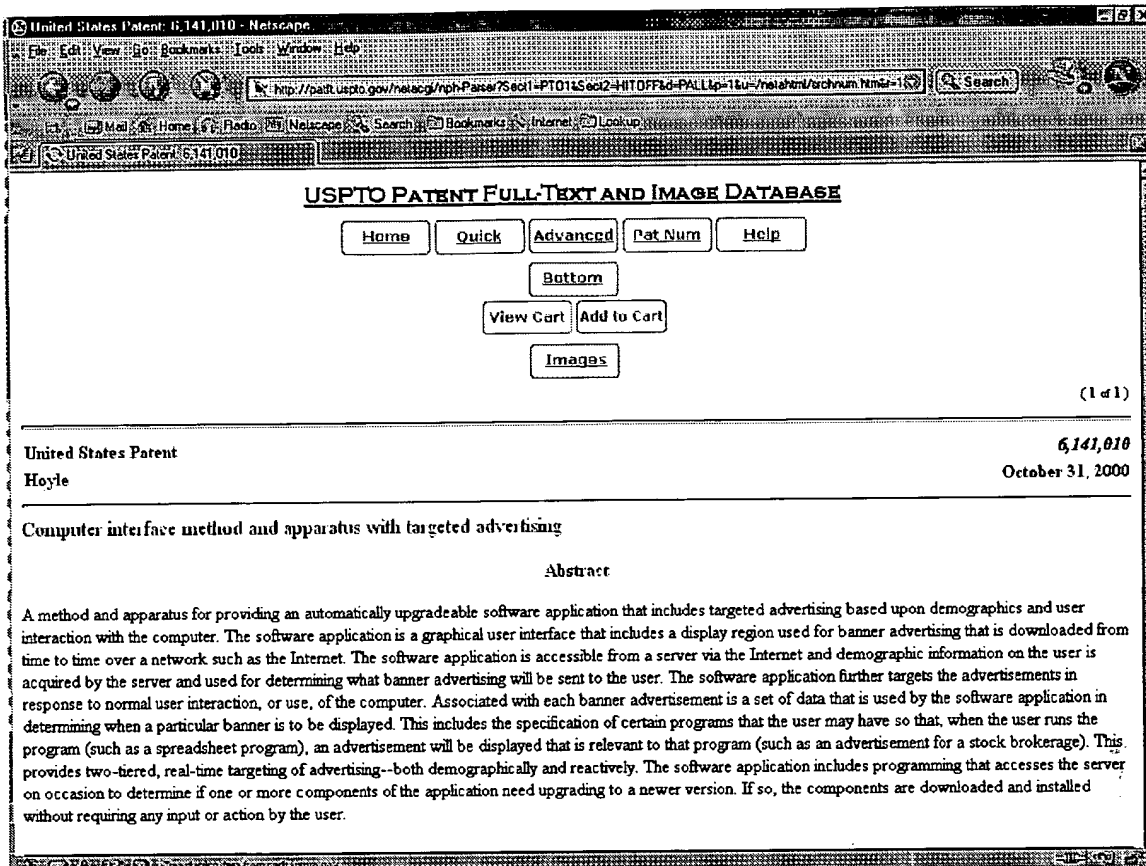 United States Patent: 6,141,010 - Netscape
File Edit View Go Bookmarks Tools Window Help
http://patft.uspto.gov/netacgi/nph-Parser?Sect1=PTO1&Sect2=HITOFF&d=PALL&p=1&u=/netahtml/srchnum.htm&r=1 Search
Mail Home Radio Netscape Search Bookmarks Internet Lookup
United States Patent: 6,141,010
USPTO PATENT FULL-TEXT AND IMAGE DATABASE
Home Quick Advanced Pat Num Help
Bottom
View Cart Add to Cart
Images
(1 of 1)
United States Patent 6,141,010
Hoyle October 31, 2000
Computer interface method and apparatus with targeted advertising
Abstract
A method and apparatus for providing an automatically upgradeable software application that includes targeted advertising based upon demographics and user
interaction with the computer. The software application is a graphical user interface that includes a display region used for banner advertising that is downloaded from
time to time over a network such as the Internet. The software application is accessible from a server via the Internet and demographic information on the user is
acquired by the server and used for determining what banner advertising will be sent to the user. The software application further targets the advertisements in
response to normal user interaction, or use, of the computer. Associated with each banner advertisement is a set of data that is used by the software application in
determining when a particular banner is to be displayed. This includes the specification of certain programs that the user may have so that, when the user runs the
program (such as a spreadsheet program), an advertisement will be displayed that is relevant to that program (such as an advertisement for a stock brokerage). This
provides two-tiered, real-time targeting of advertising--both demographically and reactively. The software application includes programming that accesses the server
on occasion to determine if one or more components of the application need upgrading to a newer version. If so, the components are downloaded and installed
without requiring any input or action by the user.